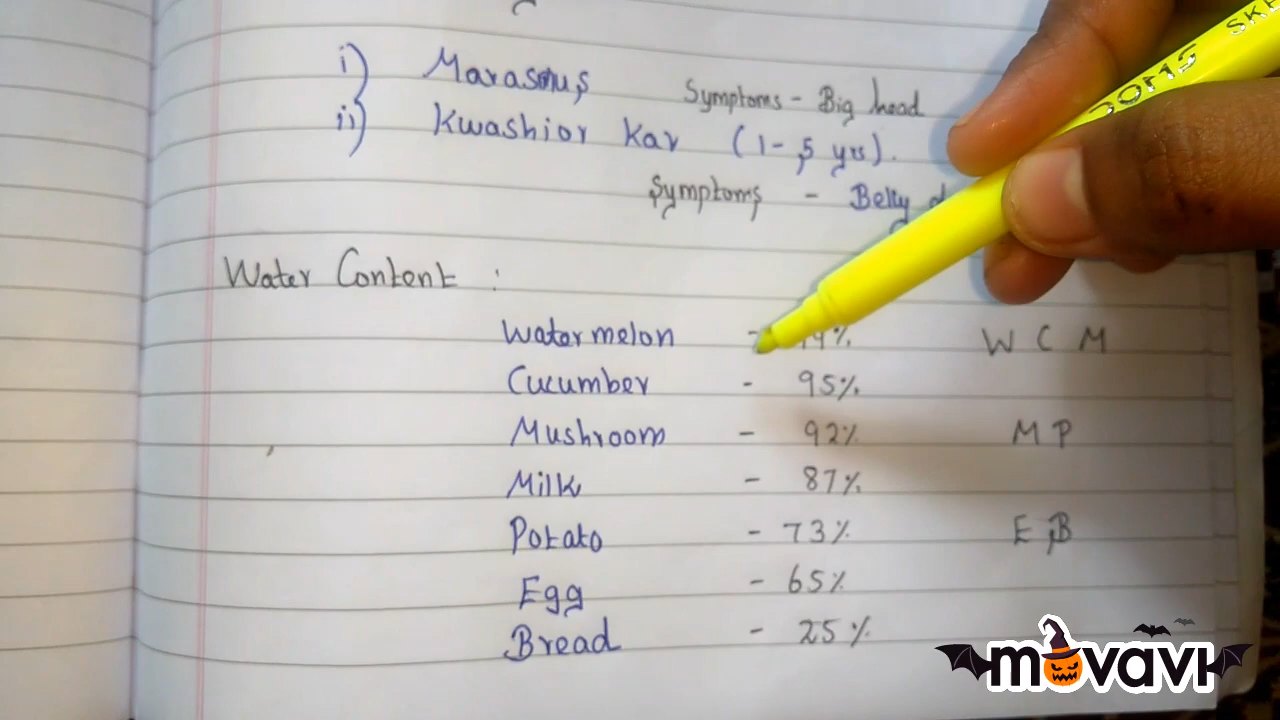 i) Marasmus Symptoms - Big head
ii) Kwashior kar (1-5 yrs).
Symptoms - Belly
Water Content :
Watermelon - %
Cucumber - 95% W C M
Mushroom - 92% M P
Milk - 87%
Potato - 73% E B
Egg - 65%
Bread - 25%
movavi